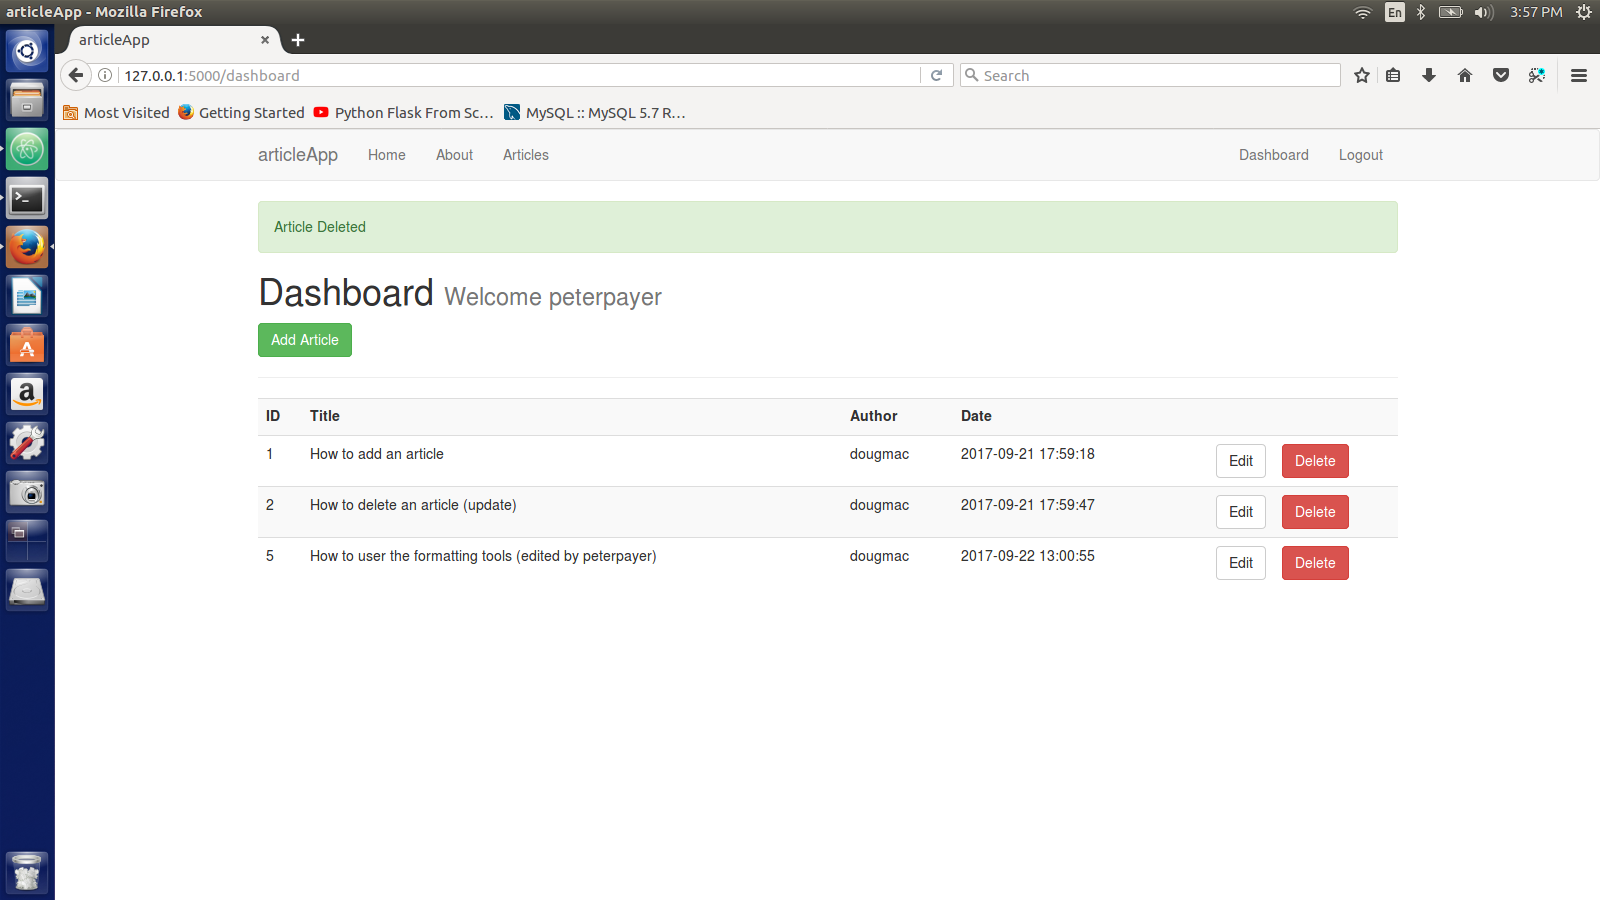 articleApp - Mozilla Firefox
En
3:57 PM
articleApp
127.0.0.1:5000/dashboard
Search
Most Visited
Getting Started
Python Flask From Sc...
MySQL :: MySQL 5.7 R...
articleApp
Home
About
Articles
Dashboard
Logout
Article Deleted
Dashboard Welcome peterpayer
Add Article
ID Title Author Date
1 How to add an article dougmac 2017-09-21 17:59:18 Edit Delete
2 How to delete an article (update) dougmac 2017-09-21 17:59:47 Edit Delete
5 How to user the formatting tools (edited by peterpayer) dougmac 2017-09-22 13:00:55 Edit Delete